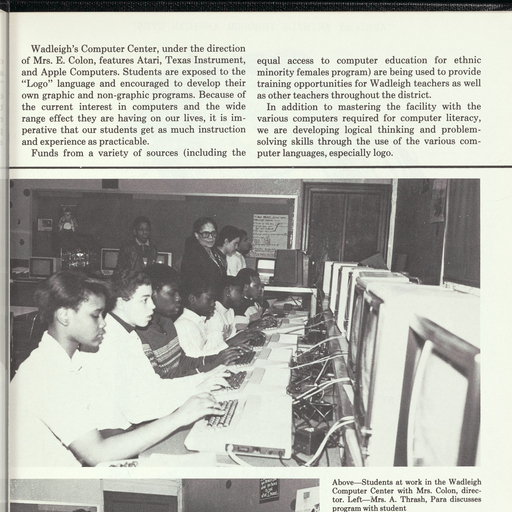 Wadleigh's Computer Center, under the direction
of Mrs. E. Colon, features Atari, Texas Instrument,
and Apple Computers. Students are exposed to the
"Logo" language and encouraged to develop their
own graphic and non-graphic programs. Because of
the current interest in computers and the wide
range effect they are having on our lives, it is im-
perative that our students get as much instruction
and experience as practicable.
Funds from a variety of sources (including the
equal access to computer education for ethnic
minority females program) are being used to provide
training opportunities for Wadleigh teachers as well
as other teachers throughout the district.
In addition to mastering the facility with the
various computers required for computer literacy,
we are developing logical thinking and problem-
solving skills through the use of the various com-
puter languages, especially logo.
Above—Students at work in the Wadleigh
Computer Center with Mrs. Colon, direc-
tor. Left—Mrs. A. Thrash, Para discusses
program with student